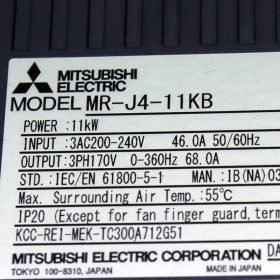 MITSUBISHI
ELECTRIC
MODEL MR-J4-11KB
POWER :11kW
INPUT :3AC200-240V 46.0A 50/60Hz
OUTPUT:3PH170V 0-360Hz 68.0A
STD.:IEC/EN 61800-5-1 MAN.:IB(NA)03
Max. Surrounding Air Temp.:55℃
IP20 (Except for fan finger guard, term
KCC-REI-MEK-TC300A712G51 DA
MITSUBISHI ELECTRIC CORPORATION
TOKYO 100-8310, JAPAN MADE IN JAPAN